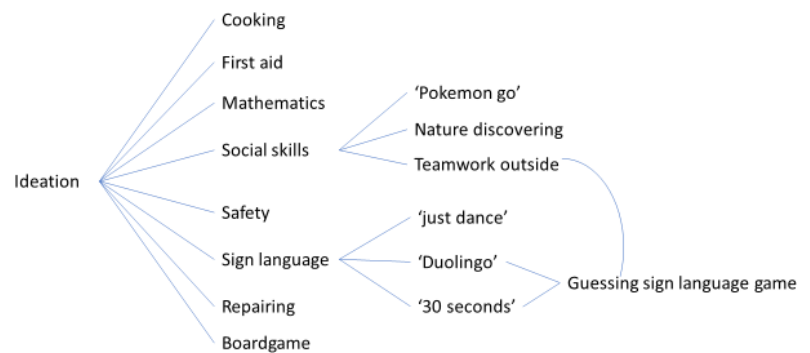 Cooking
First aid
Mathematics
Social skills
‘Pokemon go’
Nature discovering
Teamwork outside
Ideation
Safety
Sign language
‘just dance’
‘Duolingo’
‘30 seconds’
Guessing sign language game
Repairing
Boardgame